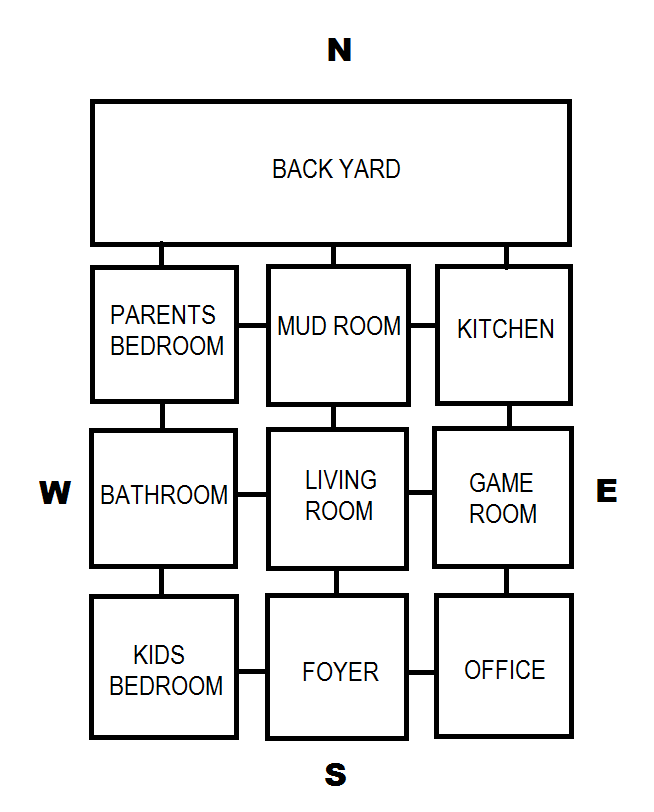 N
BACK YARD
PARENTS
BEDROOM
MUD ROOM
KITCHEN
W
BATHROOM
LIVING
ROOM
GAME
ROOM
E
KIDS
BEDROOM
FOYER
OFFICE
S